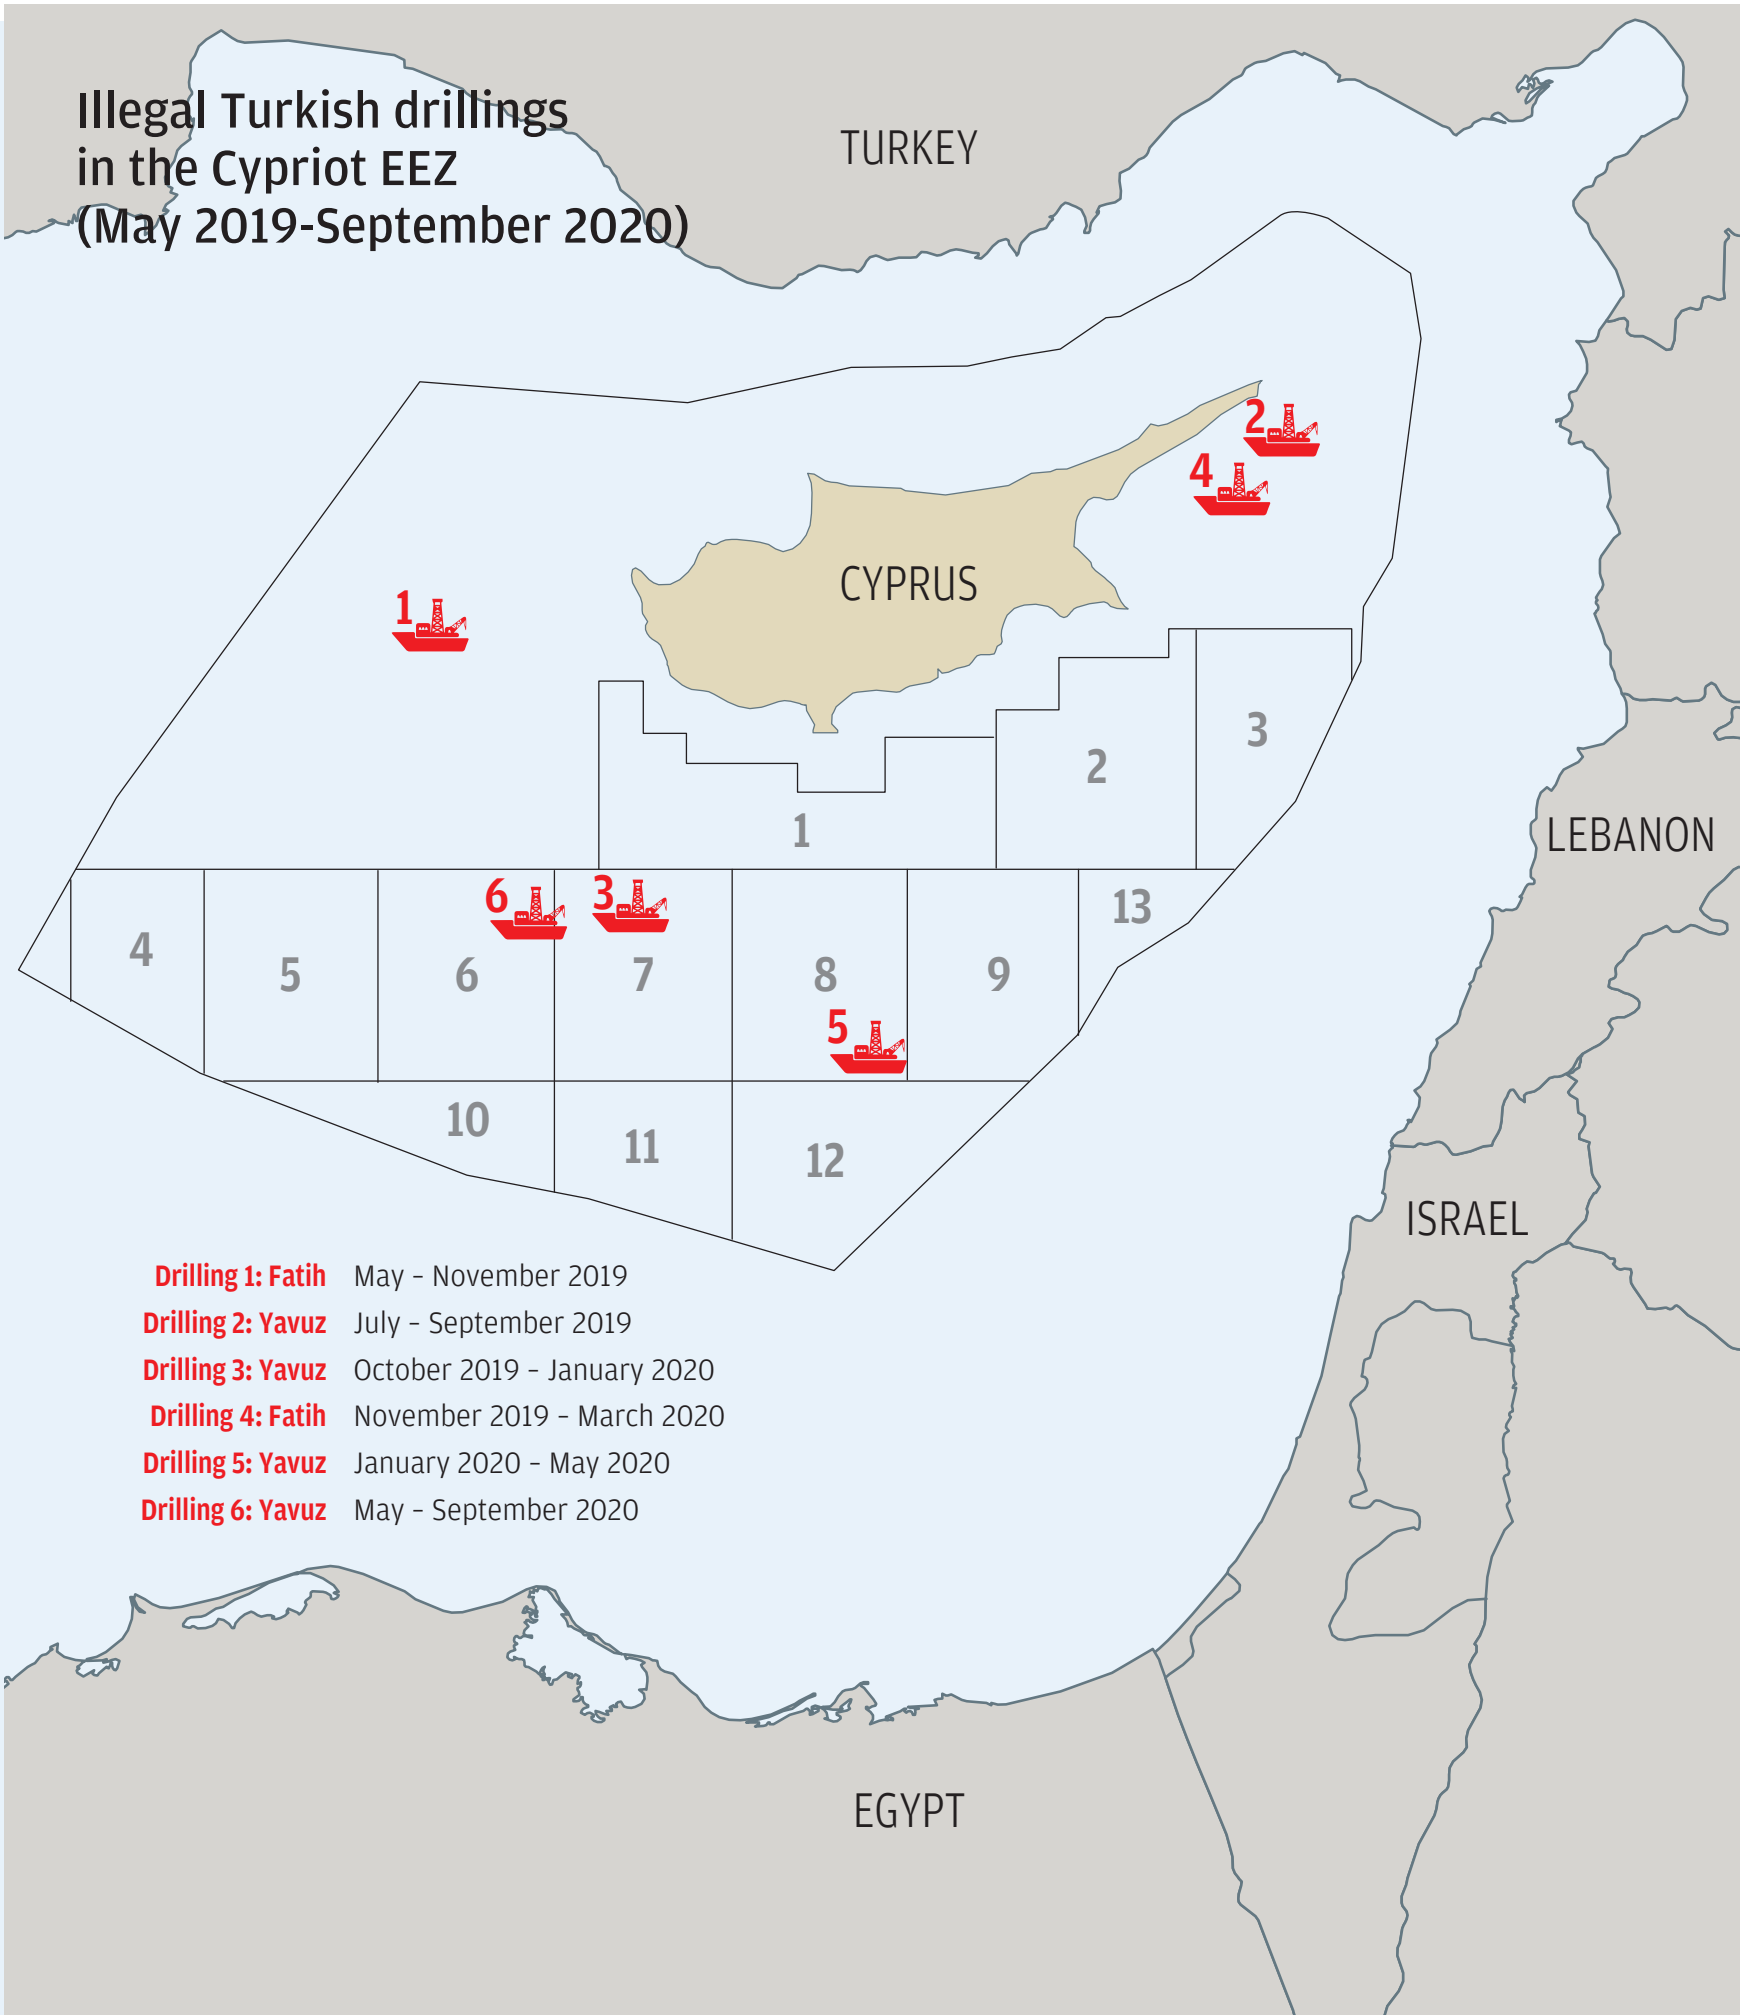 Illegal Turkish drillings
in the Cypriot EEZ
(May 2019-September 2020)
TURKEY
2
4
CYPRUS
1
3
2
1
LEBANON
6
3
13
4
5
6
7
8
9
5
10
11
12
ISRAEL
Drilling 1: Fatih May – November 2019
Drilling 2: Yavuz July – September 2019
Drilling 3: Yavuz October 2019 – January 2020
Drilling 4: Fatih November 2019 – March 2020
Drilling 5: Yavuz January 2020 – May 2020
Drilling 6: Yavuz May – September 2020
EGYPT